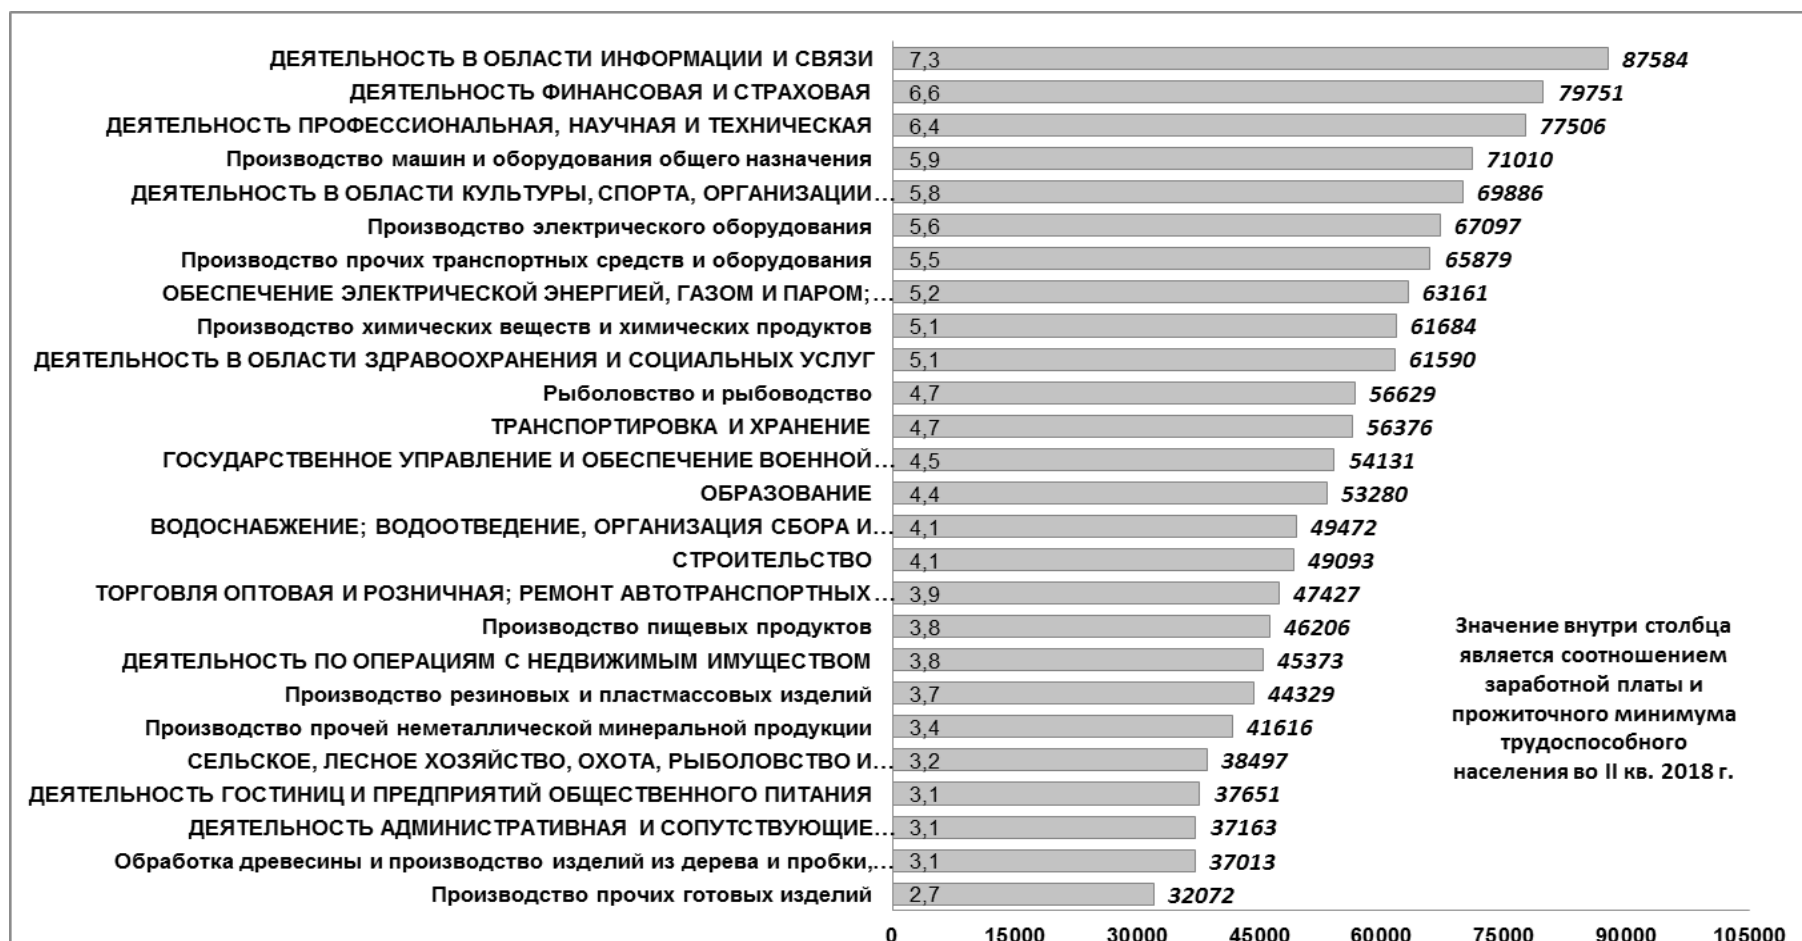 ДЕЯТЕЛЬНОСТЬ В ОБЛАСТИ ИНФОРМАЦИИ И СВЯЗИ 7,3 87584
ДЕЯТЕЛЬНОСТЬ ФИНАНСОВАЯ И СТРАХОВАЯ 6,6 79751
ДЕЯТЕЛЬНОСТЬ ПРОФЕССИОНАЛЬНАЯ, НАУЧНАЯ И ТЕХНИЧЕСКАЯ 6,4 77506
Производство машин и оборудования общего назначения 5,9 71010
ДЕЯТЕЛЬНОСТЬ В ОБЛАСТИ КУЛЬТУРЫ, СПОРТА, ОРГАНИЗАЦИИ… 5,8 69886
Производство электрического оборудования 5,6 67097
Производство прочих транспортных средств и оборудования 5,5 65879
ОБЕСПЕЧЕНИЕ ЭЛЕКТРИЧЕСКОЙ ЭНЕРГИЕЙ, ГАЗОМ И ПАРОМ;… 5,2 63161
Производство химических веществ и химических продуктов 5,1 61684
ДЕЯТЕЛЬНОСТЬ В ОБЛАСТИ ЗДРАВООХРАНЕНИЯ И СОЦИАЛЬНЫХ УСЛУГ 5,1 61590
Рыболовство и рыбоводство 4,7 56629
ТРАНСПОРТИРОВКА И ХРАНЕНИЕ 4,7 56376
ГОСУДАРСТВЕННОЕ УПРАВЛЕНИЕ И ОБЕСПЕЧЕНИЕ ВОЕННОЙ… 4,5 54131
ОБРАЗОВАНИЕ 4,4 53280
ВОДОСНАБЖЕНИЕ; ВОДООТВЕДЕНИЕ, ОРГАНИЗАЦИЯ СБОРА И… 4,1 49472
СТРОИТЕЛЬСТВО 4,1 49093
ТОРГОВЛЯ ОПТОВАЯ И РОЗНИЧНАЯ; РЕМОНТ АВТОТРАНСПОРТНЫХ… 3,9 47427
Производство пищевых продуктов 3,8 46206
ДЕЯТЕЛЬНОСТЬ ПО ОПЕРАЦИЯМ С НЕДВИЖИМЫМ ИМУЩЕСТВОМ 3,8 45373
Производство резиновых и пластмассовых изделий 3,7 44329
Производство прочей неметаллической минеральной продукции 3,4 41616
СЕЛЬСКОЕ, ЛЕСНОЕ ХОЗЯЙСТВО, ОХОТА, РЫБОЛОВСТВО И… 3,2 38497
ДЕЯТЕЛЬНОСТЬ ГОСТИНИЦ И ПРЕДПРИЯТИЙ ОБЩЕСТВЕННОГО ПИТАНИЯ 3,1 37651
ДЕЯТЕЛЬНОСТЬ АДМИНИСТРАТИВНАЯ И СОПУТСТВУЮЩИЕ… 3,1 37163
Обработка древесины и производство изделий из дерева и пробки,… 3,1 37013
Производство прочих готовых изделий 2,7 32072
Значение внутри столбца
является соотношением
заработной платы и
прожиточного минимума
трудоспособного
населения во II кв. 2018 г.
0 15000 30000 45000 60000 75000 90000 105000